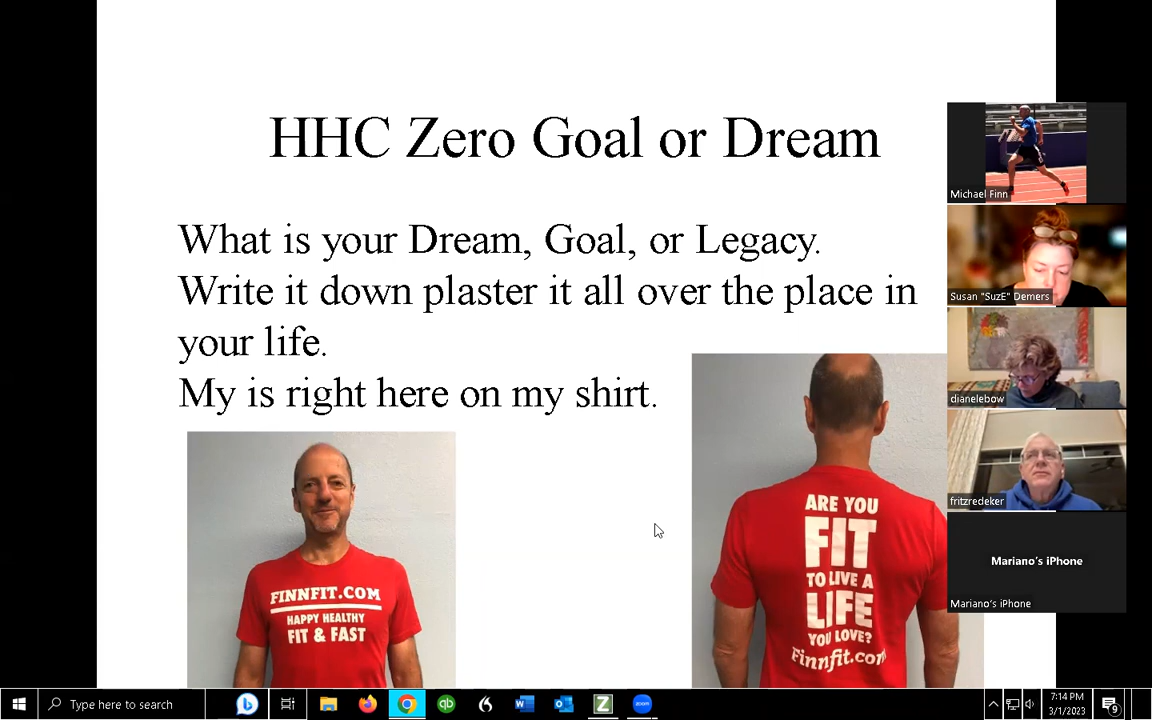 HHC Zero Goal or Dream
What is your Dream, Goal, or Legacy.
Write it down plaster it all over the place in
your life.
My is right here on my shirt.
FINNFIT.COM
HAPPY HEALTHY
FIT & FAST
ARE YOU
FIT
TO LIVE A
LIFE
YOU LOVE?
Finnfit.com
Michael Finn
Susan "SuzE" Demers
dianelebow
fritzredeker
Mariano's iPhone
Mariano's iPhone
Type here to search
7:14 PM
3/1/2023
9